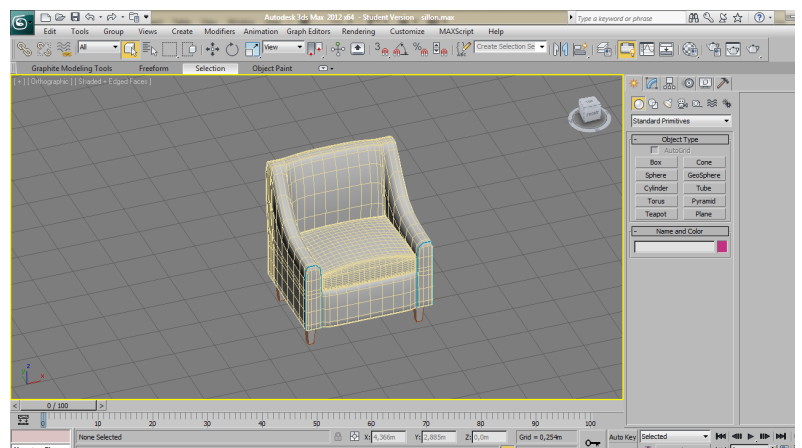 Autodesk 3ds Max 2012 x64 - Student Version sillon.max
Type a keyword or phrase
Edit Tools Group Views Create Modifiers Animation Graph Editors Rendering Customize MAXScript Help
All View 3 Create Selection Se
Graphite Modeling Tools Freeform Selection Object Paint
[ + ] [ Orthographic ] [ Shaded + Edged Faces ]
FRONT
Standard Primitives
- Object Type
AutoGrid
Box Cone
Sphere GeoSphere
Cylinder Tube
Torus Pyramid
Teapot Plane
- Name and Color
z
x
< 0 / 100 >
0 10 20 30 40 50 60 70 80 90 100
None Selected X: 4,366m Y: 2,885m Z: 0,0m Grid = 0,254m Auto Key Selected